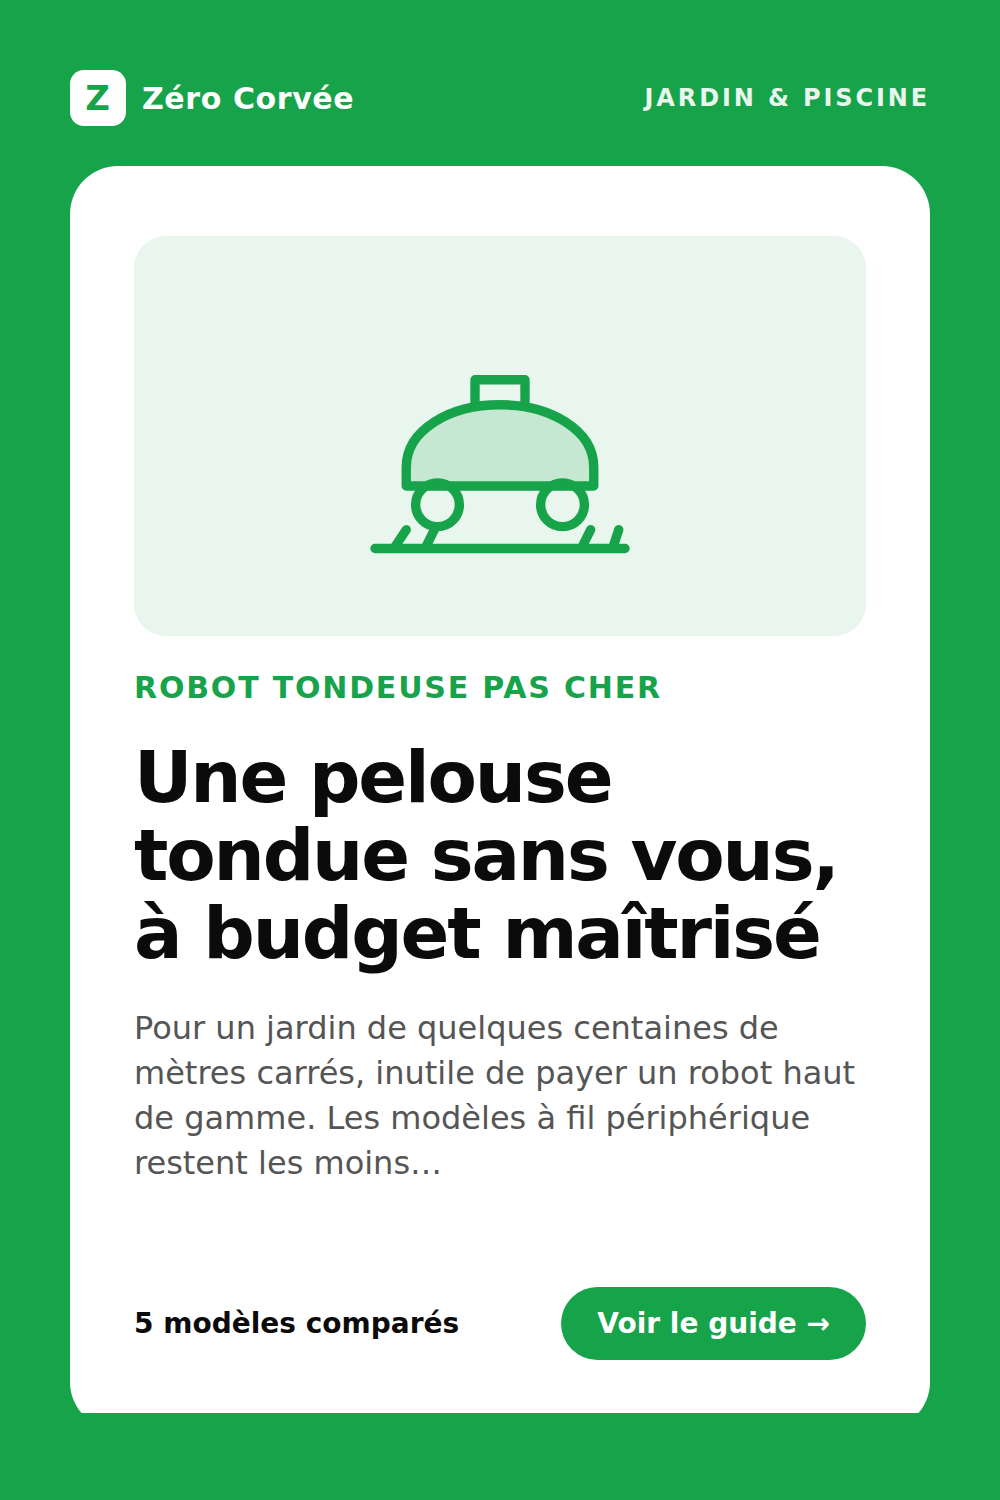 Z Zéro Corvée
JARDIN & PISCINE
ROBOT TONDEUSE PAS CHER
Une pelouse
tondue sans vous,
à budget maîtrisé
Pour un jardin de quelques centaines de
mètres carrés, inutile de payer un robot haut
de gamme. Les modèles à fil périphérique
restent les moins…
5 modèles comparés
Voir le guide →